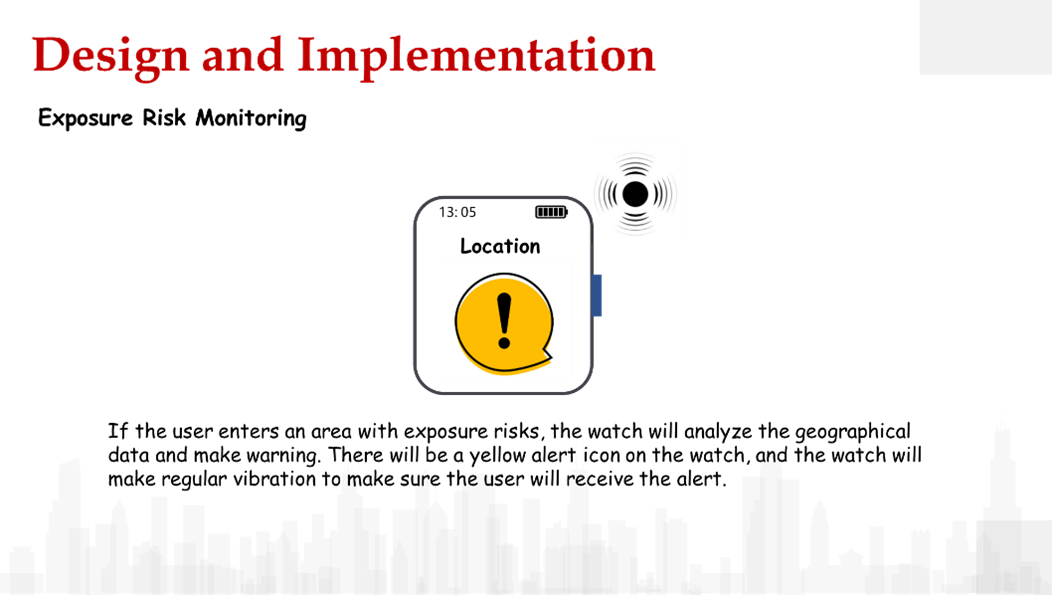 Design and Implementation
Exposure Risk Monitoring
13:05
Location
!
If the user enters an area with exposure risks, the watch will analyze the geographical
data and make warning. There will be a yellow alert icon on the watch, and the watch will
make regular vibration to make sure the user will receive the alert.